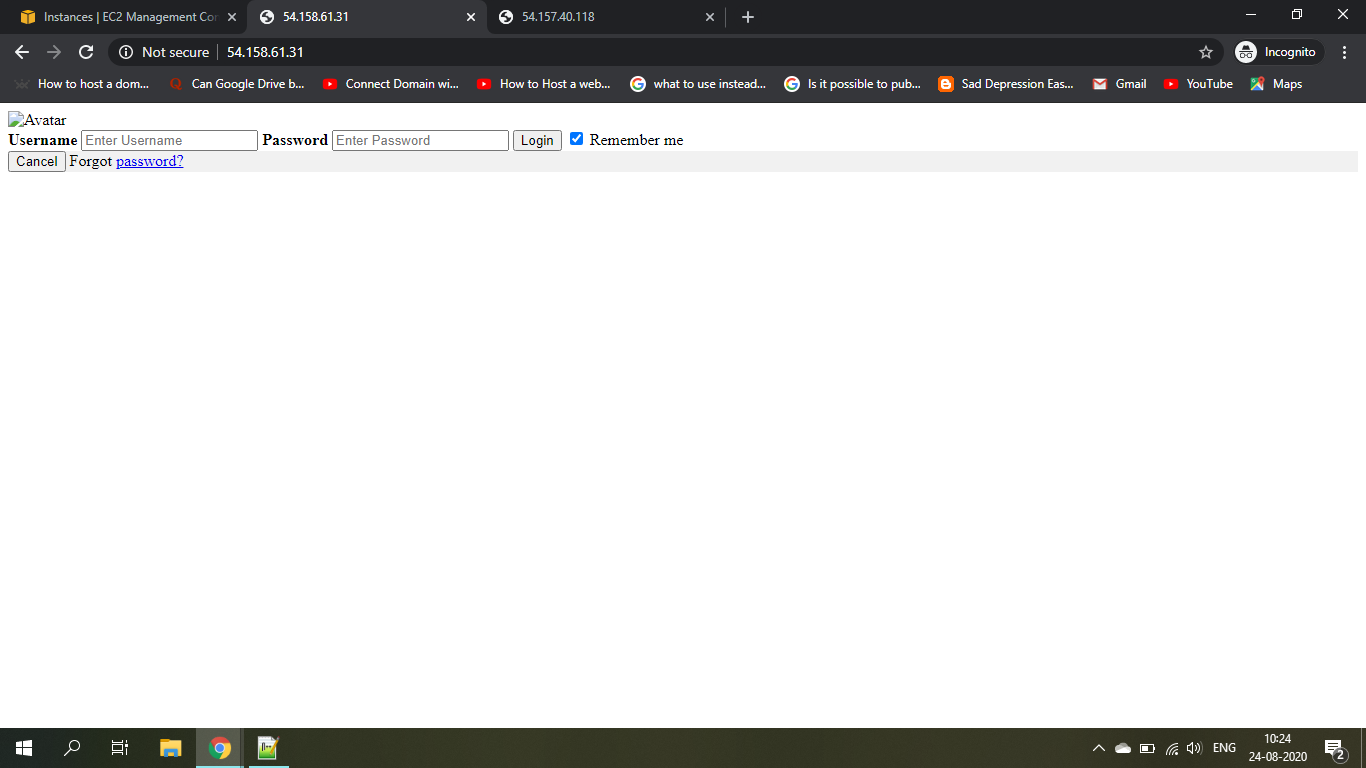 Instances | EC2 Management Con
54.158.61.31
54.157.40.118
Not secure
54.158.61.31
Incognito
How to host a dom...
Can Google Drive b...
Connect Domain wi...
How to Host a web...
what to use instead...
Is it possible to pub...
Sad Depression Eas...
Gmail
YouTube
Maps
Avatar
Username Enter Username Password Enter Password Login Remember me
Cancel Forgot password?
ENG
10:24
24-08-2020
2